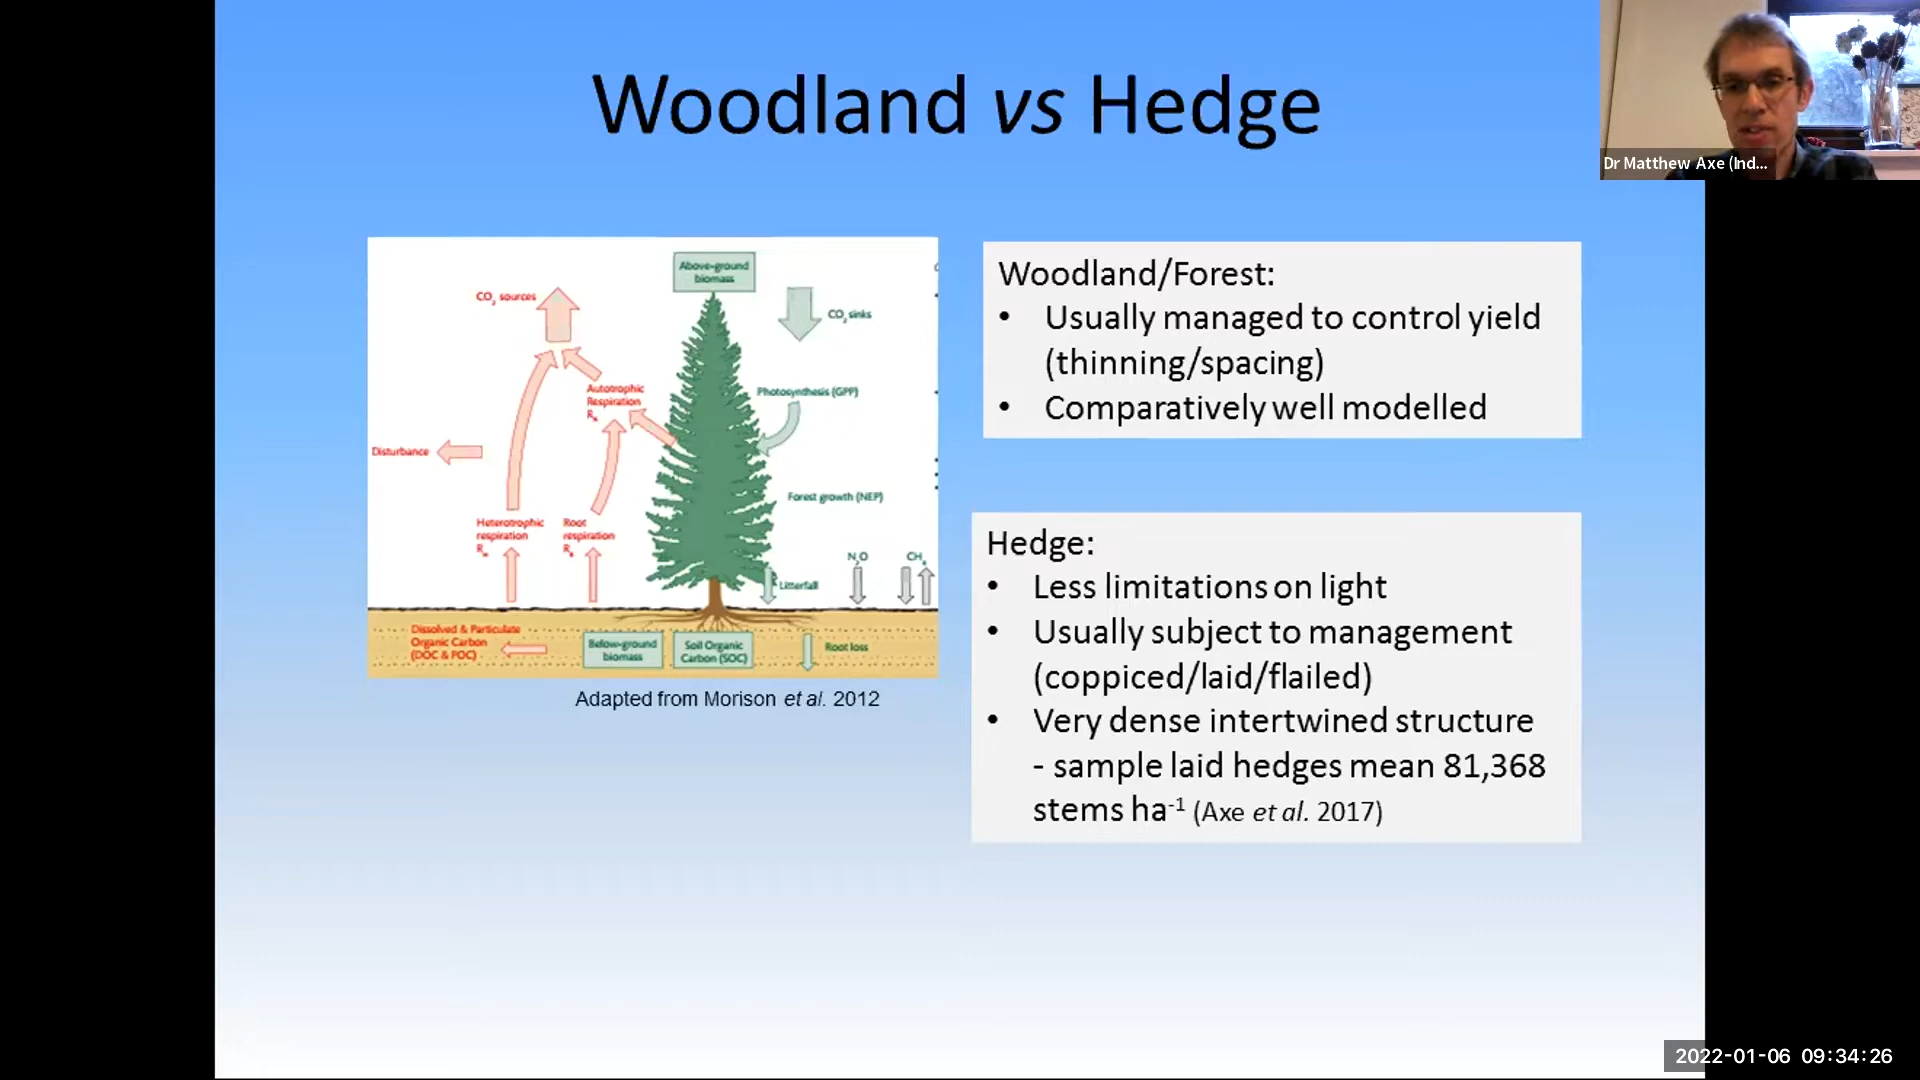 Woodland vs Hedge
Dr Matthew Axe (Ind...
Above-ground
biomass
CO2 sources
CO2 sinks
Autotrophic
Respiration
Photosynthesis (GPP)
Disturbance
Forest growth (NEP)
Heterotrophic
respiration
Root
respiration
N2O
CH4
Litterfall
Dissolved & Particulate
Organic Carbon
(DOC & POC)
Below-ground
biomass
Soil Organic
Carbon (SOC)
Root loss
Adapted from Morison et al. 2012
Woodland/Forest:
• Usually managed to control yield
(thinning/spacing)
• Comparatively well modelled
Hedge:
• Less limitations on light
• Usually subject to management
(coppiced/laid/flailed)
• Very dense intertwined structure
- sample laid hedges mean 81,368
stems ha-1 (Axe et al. 2017)
2022-01-06 09:34:26